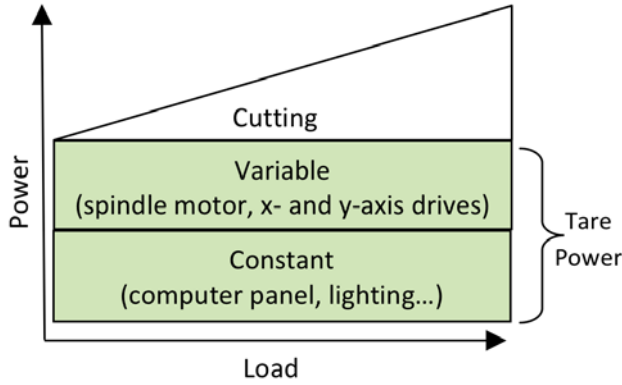 Power
Cutting
Variable
(spindle motor, x- and y-axis drives)
Constant
(computer panel, lighting…)
Tare
Power
Load